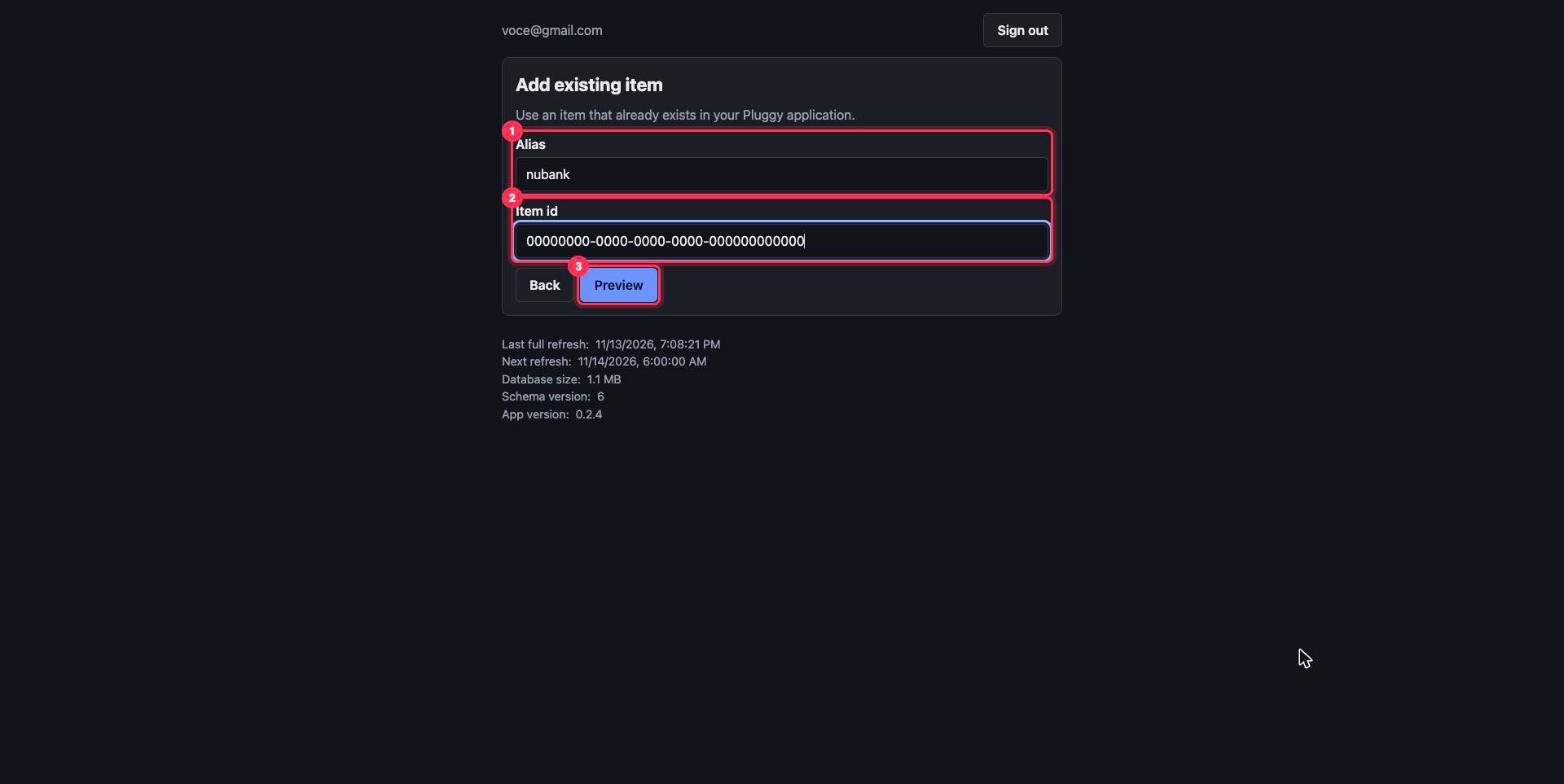 voce@gmail.com
Sign out
Add existing item
Use an item that already exists in your Pluggy application.
1
Alias
nubank
2
Item id
00000000-0000-0000-0000-000000000000
3
Back
Preview
Last full refresh: 11/13/2026, 7:08:21 PM
Next refresh: 11/14/2026, 6:00:00 AM
Database size: 1.1 MB
Schema version: 6
App version: 0.2.4